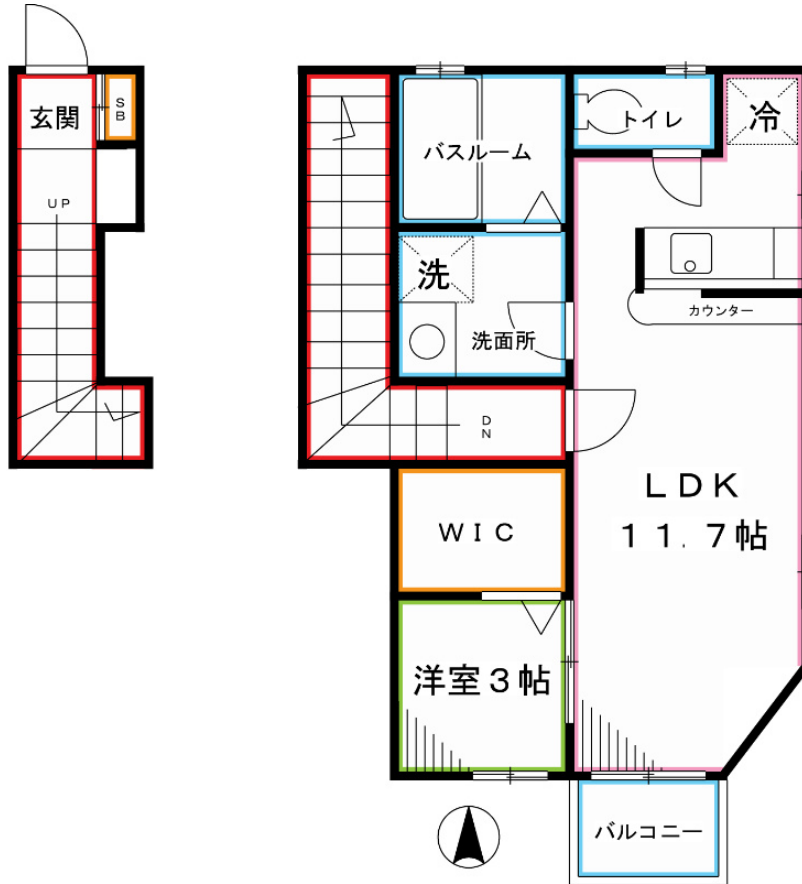 玄関
SB
UP
バスルーム
トイレ
冷
洗
洗面所
カウンター
DN
LDK
11.7帖
WIC
洋室3帖
バルコニー